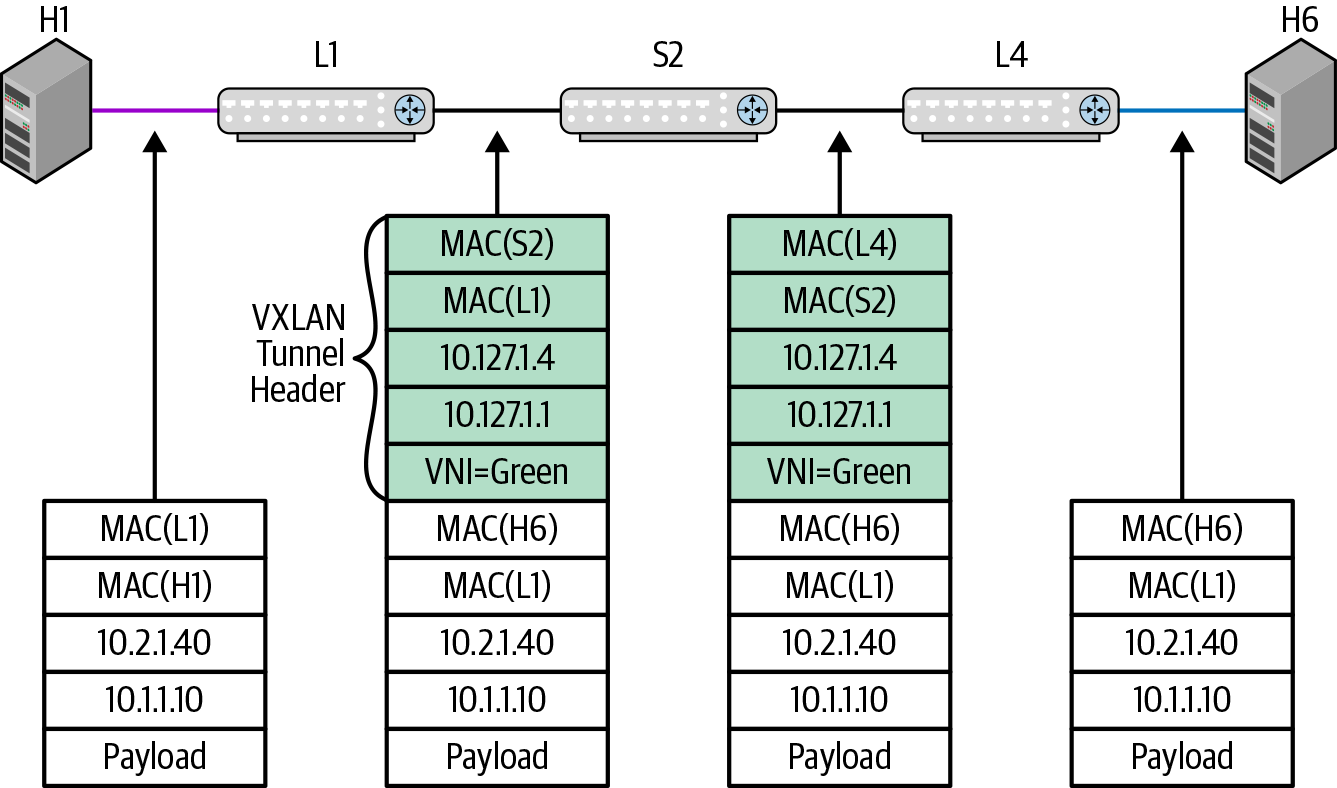 H1
L1
S2
L4
H6
VXLAN
Tunnel
Header
MAC(L1)
MAC(H1)
10.2.1.40
10.1.1.10
Payload
MAC(S2)
MAC(L1)
10.127.1.4
10.127.1.1
VNI=Green
MAC(H6)
MAC(L1)
10.2.1.40
10.1.1.10
Payload
MAC(L4)
MAC(S2)
10.127.1.4
10.127.1.1
VNI=Green
MAC(H6)
MAC(L1)
10.2.1.40
10.1.1.10
Payload
MAC(H6)
MAC(L1)
10.2.1.40
10.1.1.10
Payload